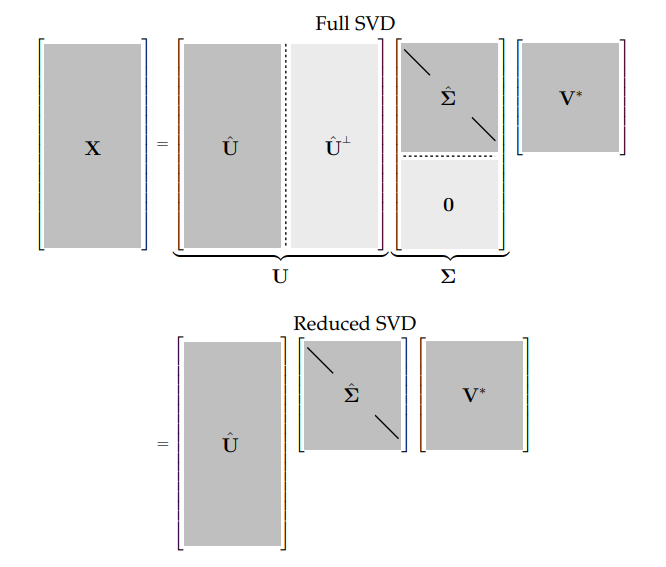 Full SVD
X = Û Û⊥ Σ̂ V*
0
U Σ
Reduced SVD
= Û Σ̂ V*